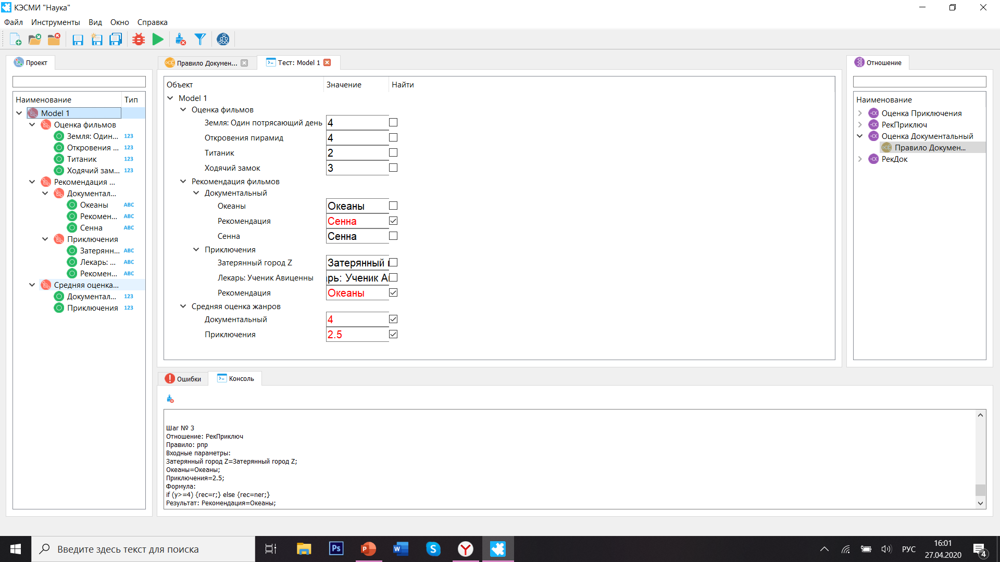 КЭСМИ "Наука"
Файл Инструменты Вид Окно Справка
Проект
Наименование Тип
Model 1
Оценка фильмов
Земля: Один... 123
Откровения ... 123
Титаник 123
Ходячий зам... 123
Рекомендация ...
Документал...
Океаны ABC
Рекомен... ABC
Сенна ABC
Приключения
Затерянн... ABC
Лекарь: ... ABC
Рекомен... ABC
Средняя оценка...
Документал... 123
Приключения 123
Правило Докумен... Тест: Model 1
Объект Значение Найти
Model 1
Оценка фильмов
Земля: Один потрясающий день 4
Откровения пирамид 4
Титаник 2
Ходячий замок 3
Рекомендация фильмов
Документальный
Океаны Океаны
Рекомендация Сенна
Сенна Сенна
Приключения
Затерянный город Z Затерянный
Лекарь: Ученик Авиценны рь: Ученик А
Рекомендация Океаны
Средняя оценка жанров
Документальный 4
Приключения 2.5
Отношение
Наименование
Оценка Приключения
РекПриключ
Оценка Документальный
Правило Докумен...
РекДок
Ошибки Консоль
Шаг № 3
Отношение: РекПриключ
Правило: рпр
Входные параметры:
Затерянный город Z=Затерянный город Z;
Океаны=Океаны;
Приключения=2.5;
Формула:
if (y>=4) {rec=r;} else {rec=ner;}
Результат: Рекомендация=Океаны;
Введите здесь текст для поиска
Ps
P
W
S
Y
РУС
16:01
27.04.2020
4